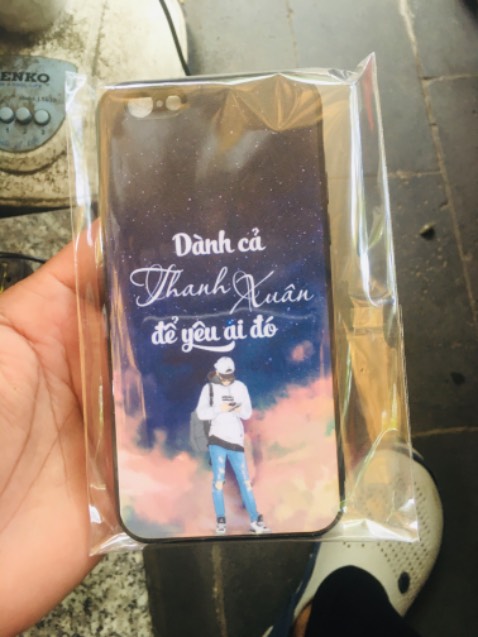 ENKO
Dành cả
Thanh Xuân
để yêu ai đó